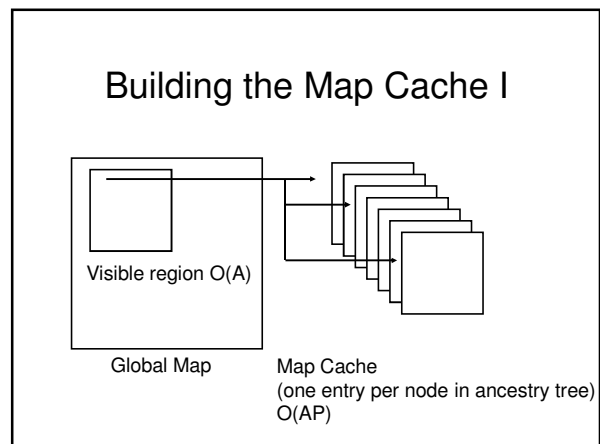 Building the Map Cache I
Visible region O(A)
Global Map
Map Cache
(one entry per node in ancestry tree)
O(AP)